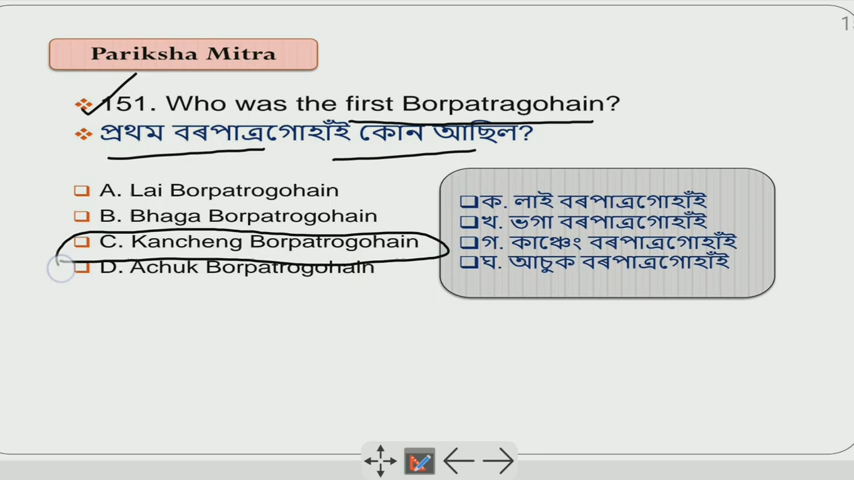 Pariksha Mitra
151. Who was the first Borpatragohain?
প্ৰথম বৰপাত্ৰগোহাঁই কোন আছিল?
A. Lai Borpatrogohain
B. Bhaga Borpatrogohain
C. Kancheng Borpatrogohain
D. Achuk Borpatrogohain
ক. লাই বৰপাত্ৰগোহাঁই
খ. ভগা বৰপাত্ৰগোহাঁই
গ. কাঞ্চেং বৰপাত্ৰগোহাঁই
ঘ. আচুক বৰপাত্ৰগোহাঁই